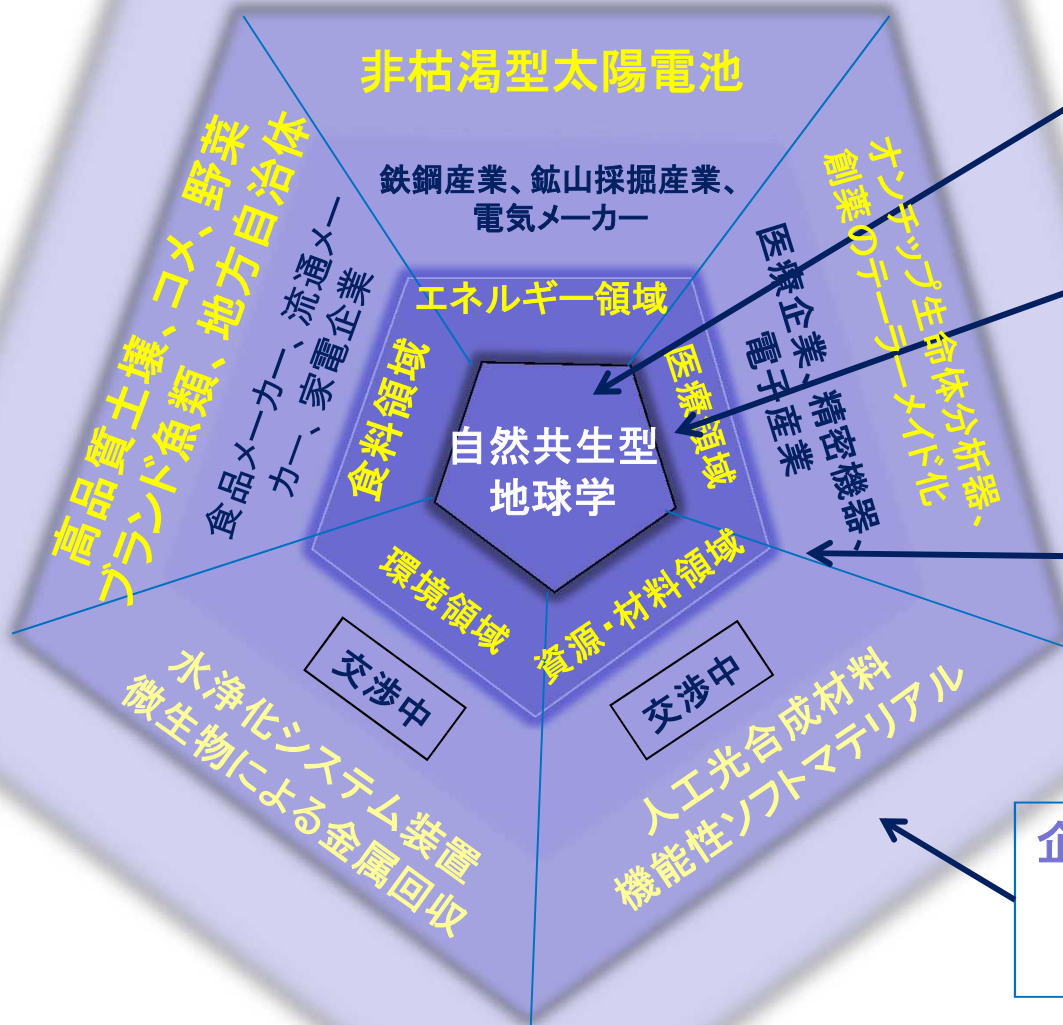 非枯渇型太陽電池
鉄鋼産業、鉱山採掘産業、
電気メーカー
エネルギー領域
高品質土壌、コメ、野菜
ブランド魚類、地方自治体
食品メーカー、流通メー
カー、家電企業
食料領域
自然共生型
地球学
医療領域
医療企業、精密機器、
電子産業
オンチップ生命体分析器、
創薬のテーラーメイド化
環境領域
資源・材料領域
交渉中
交渉中
水浄化システム装置
微生物による金属回収
人工光合成材料
機能性ソフトマテリアル